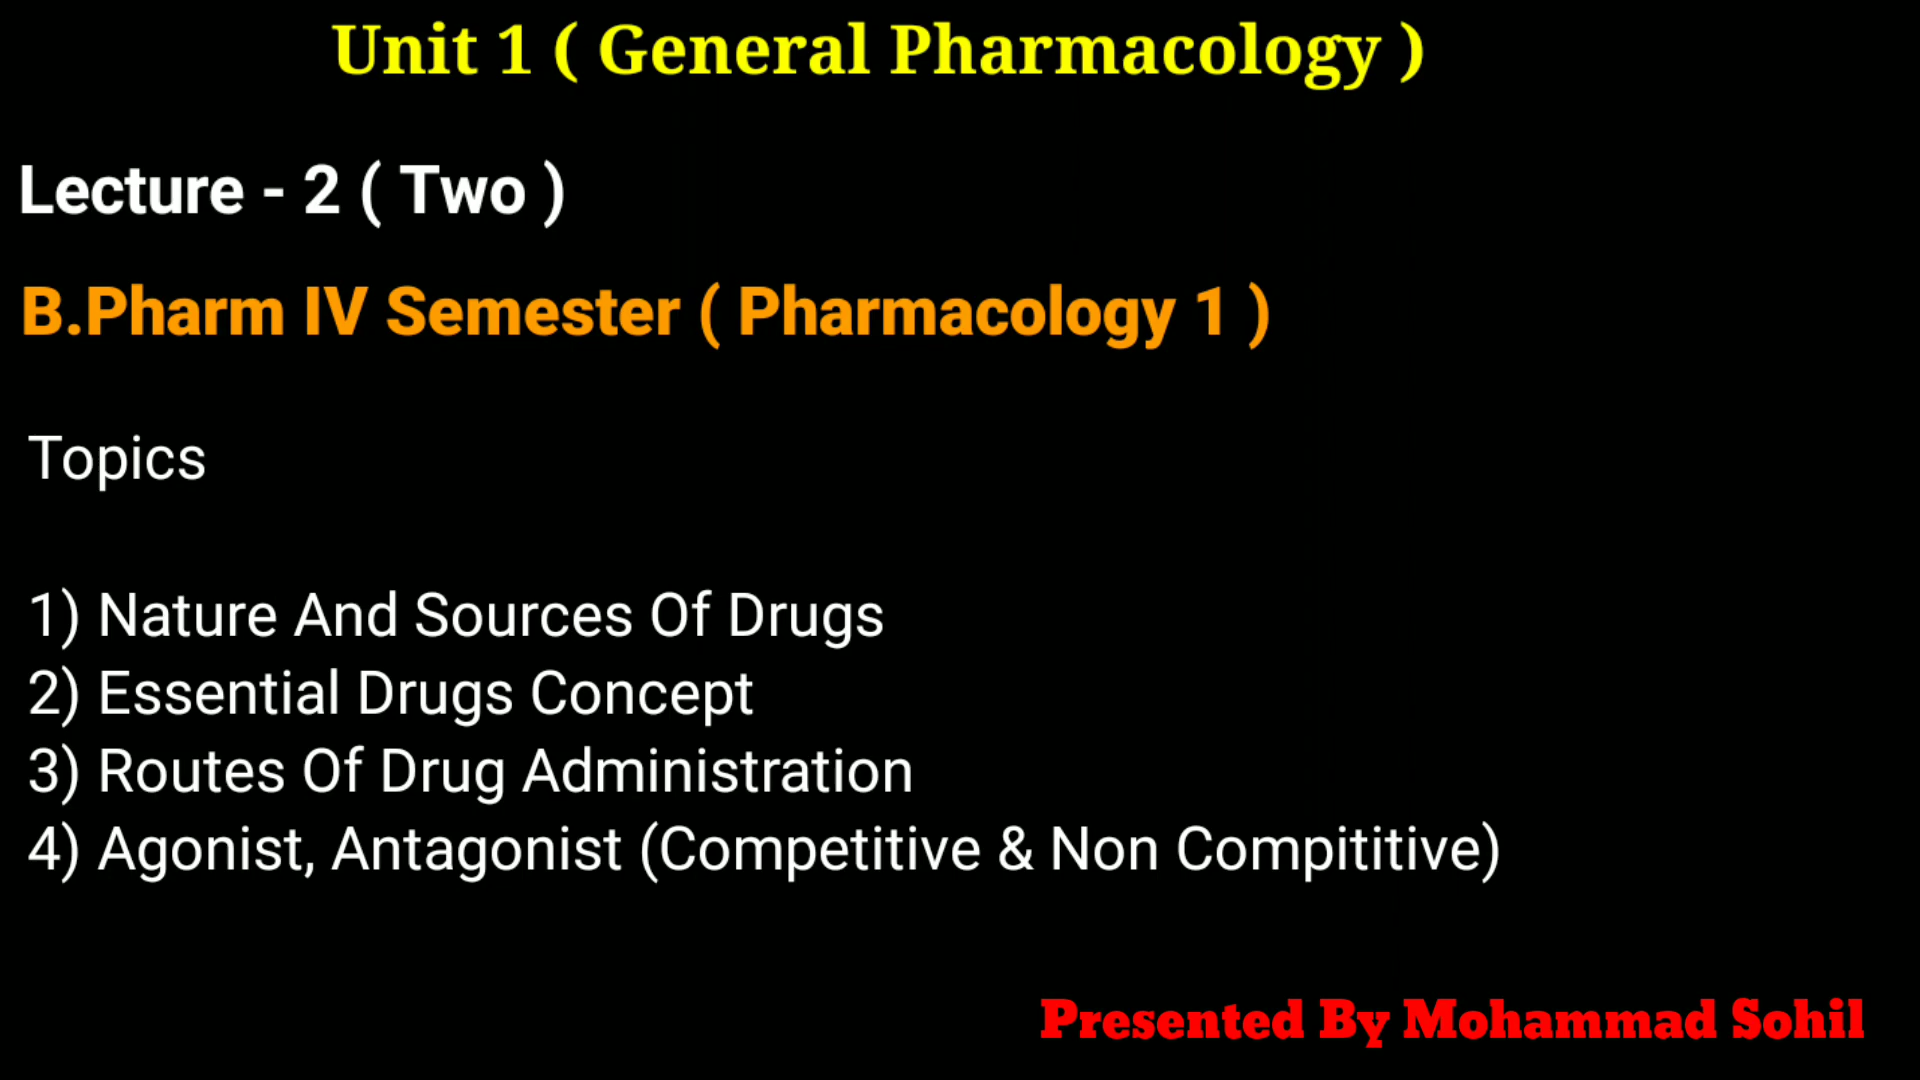 Unit 1 ( General Pharmacology )
Lecture - 2 ( Two )
B.Pharm IV Semester ( Pharmacology 1 )
Topics
1) Nature And Sources Of Drugs
2) Essential Drugs Concept
3) Routes Of Drug Administration
4) Agonist, Antagonist (Competitive & Non Compititive)
Presented By Mohammad Sohil